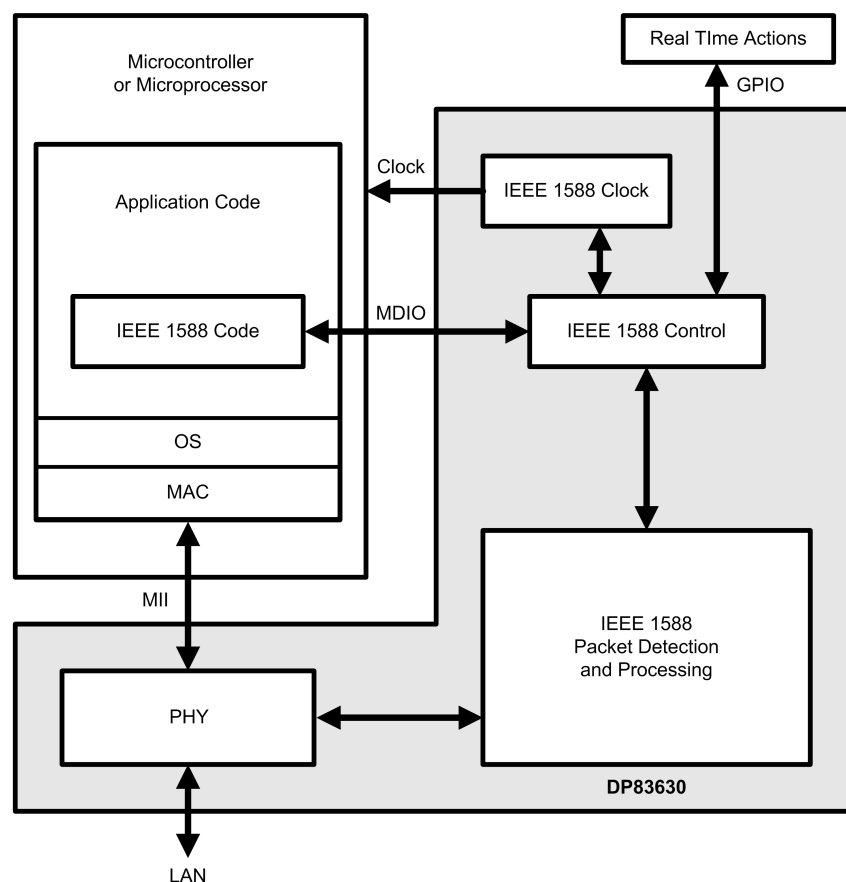 Microcontroller
or Microprocessor
Real TIme Actions
GPIO
Clock
IEEE 1588 Clock
Application Code
MDIO
IEEE 1588 Code
IEEE 1588 Control
OS
MAC
MII
IEEE 1588
Packet Detection
and Processing
PHY
DP83630
LAN